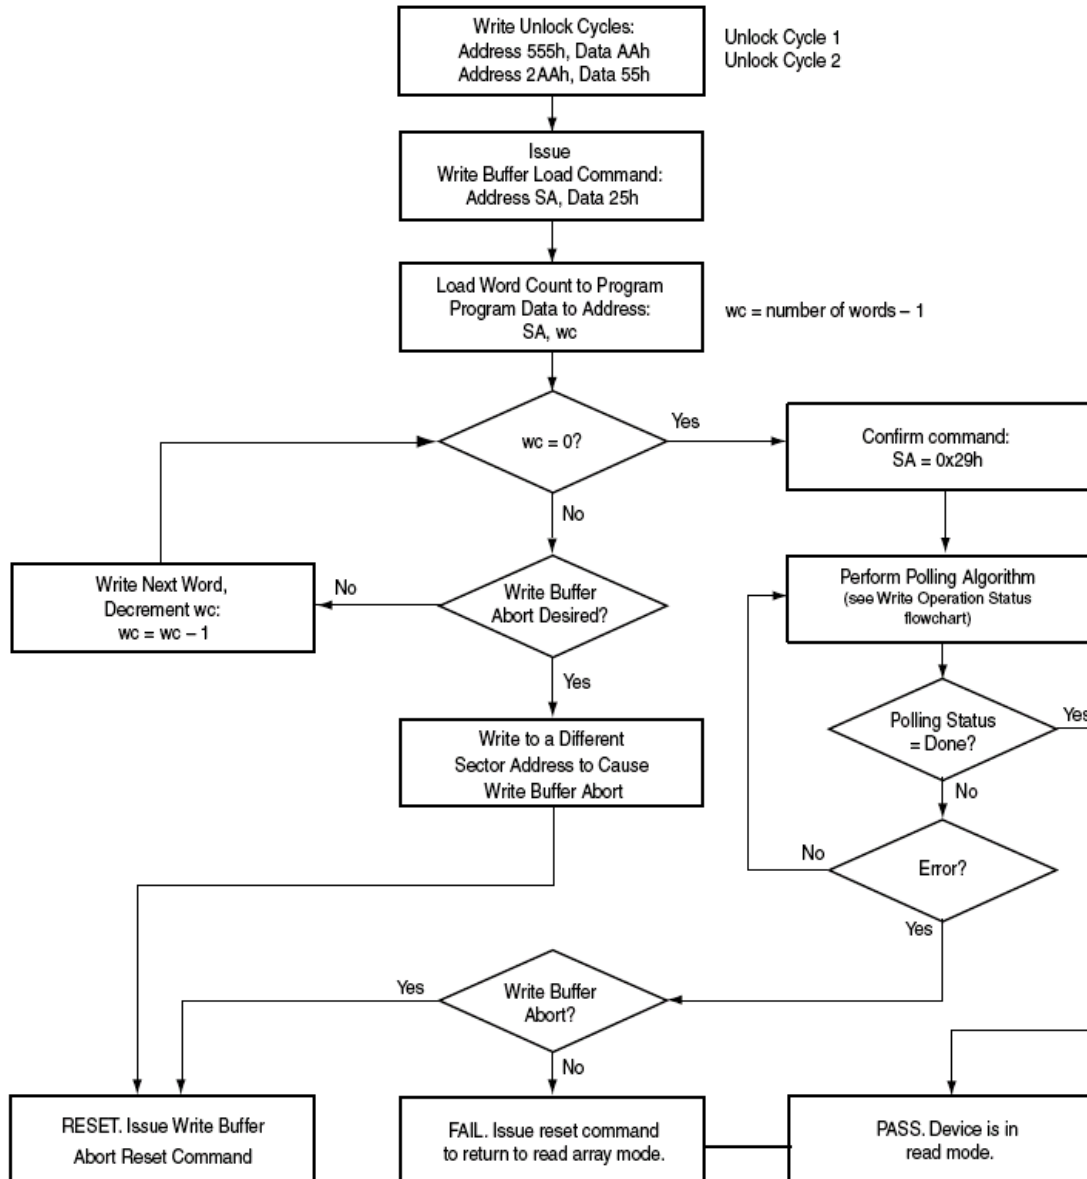 Write Unlock Cycles:
Address 555h, Data AAh
Address 2AAh, Data 55h
Unlock Cycle 1
Unlock Cycle 2
Issue
Write Buffer Load Command:
Address SA, Data 25h
Load Word Count to Program
Program Data to Address:
SA, wc
wc = number of words – 1
wc = 0?
Yes
Confirm command:
SA = 0x29h
No
Write Next Word,
Decrement wc:
wc = wc – 1
No
Write Buffer
Abort Desired?
Perform Polling Algorithm
(see Write Operation Status
flowchart)
Yes
Write to a Different
Sector Address to Cause
Write Buffer Abort
Polling Status
= Done?
Yes
No
No
Error?
Yes
Yes
Write Buffer
Abort?
No
RESET. Issue Write Buffer
Abort Reset Command
FAIL. Issue reset command
to return to read array mode.
PASS. Device is in
read mode.